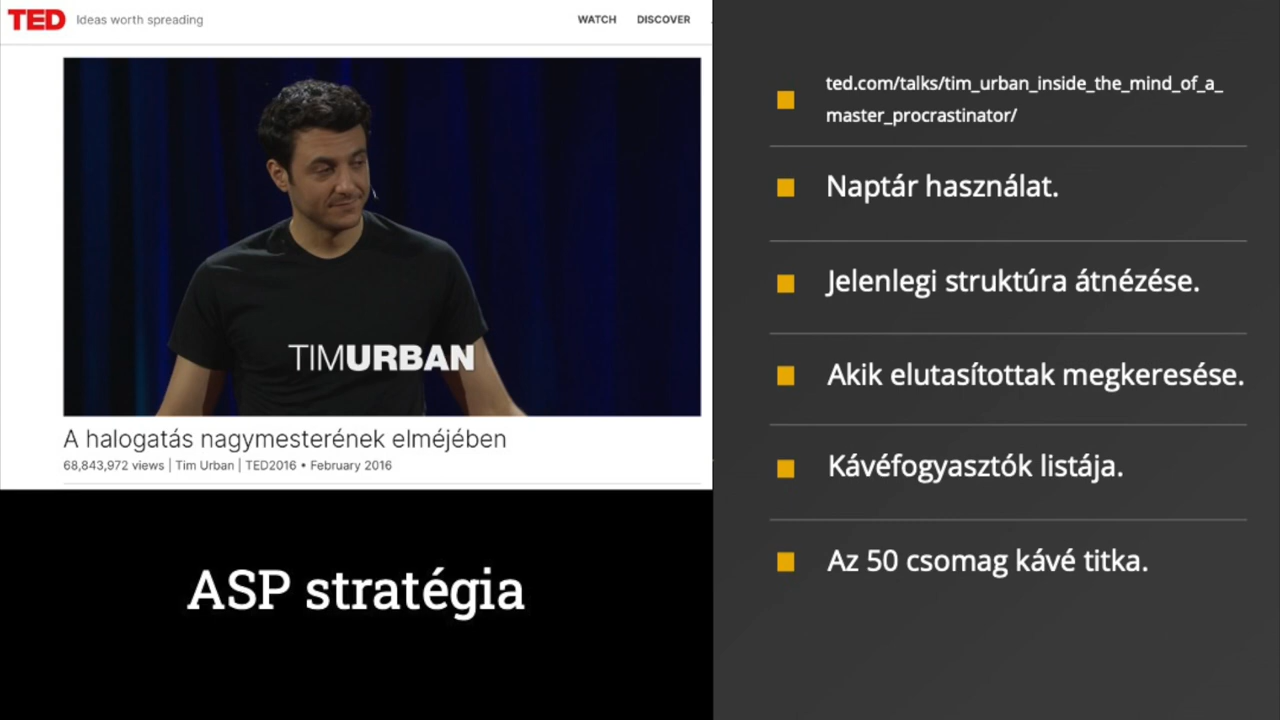 TED Ideas worth spreading
WATCH DISCOVER
TIMURBAN
A halogatás nagymesterének elméjében
68,843,972 views | Tim Urban | TED2016 • February 2016
ASP stratégia
ted.com/talks/tim_urban_inside_the_mind_of_a_
master_procrastinator/
Naptár használat.
Jelenlegi struktúra átnézése.
Akik elutasítottak megkeresése.
Kávéfogyasztók listája.
Az 50 csomag kávé titka.